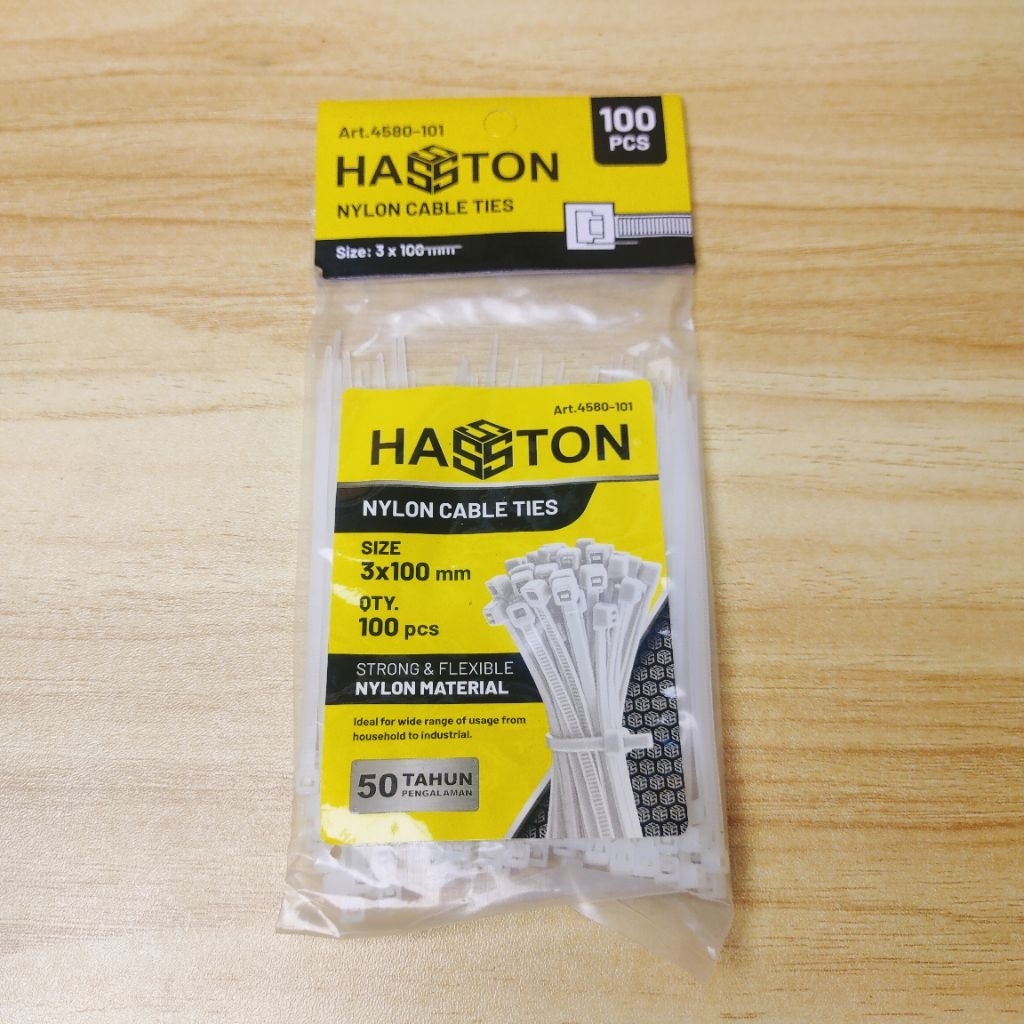 Art.4580-101
100
PCS
HASSTON
NYLON CABLE TIES
Size: 3 x 100 mm
Art.4580-101
HASSTON
NYLON CABLE TIES
SIZE
3x100 mm
QTY.
100 pcs
STRONG & FLEXIBLE
NYLON MATERIAL
Ideal for wide range of usage from
household to industrial.
50 TAHUN
PENGALAMAN